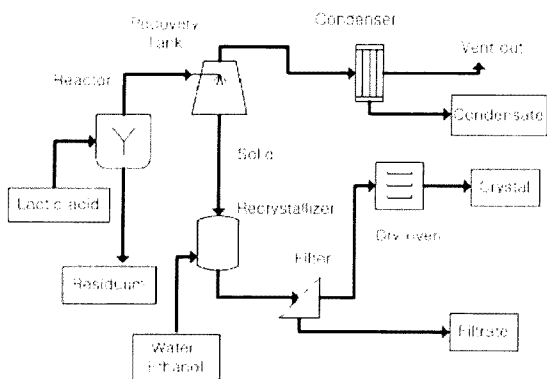 Recovery
Tank
Condenser
Vent out
Reactor
Condensate
Solid
Lactic acid
Crystal
Recrystallizer
Dry oven
Filter
Residuum
Filtrate
Water
Ethanol